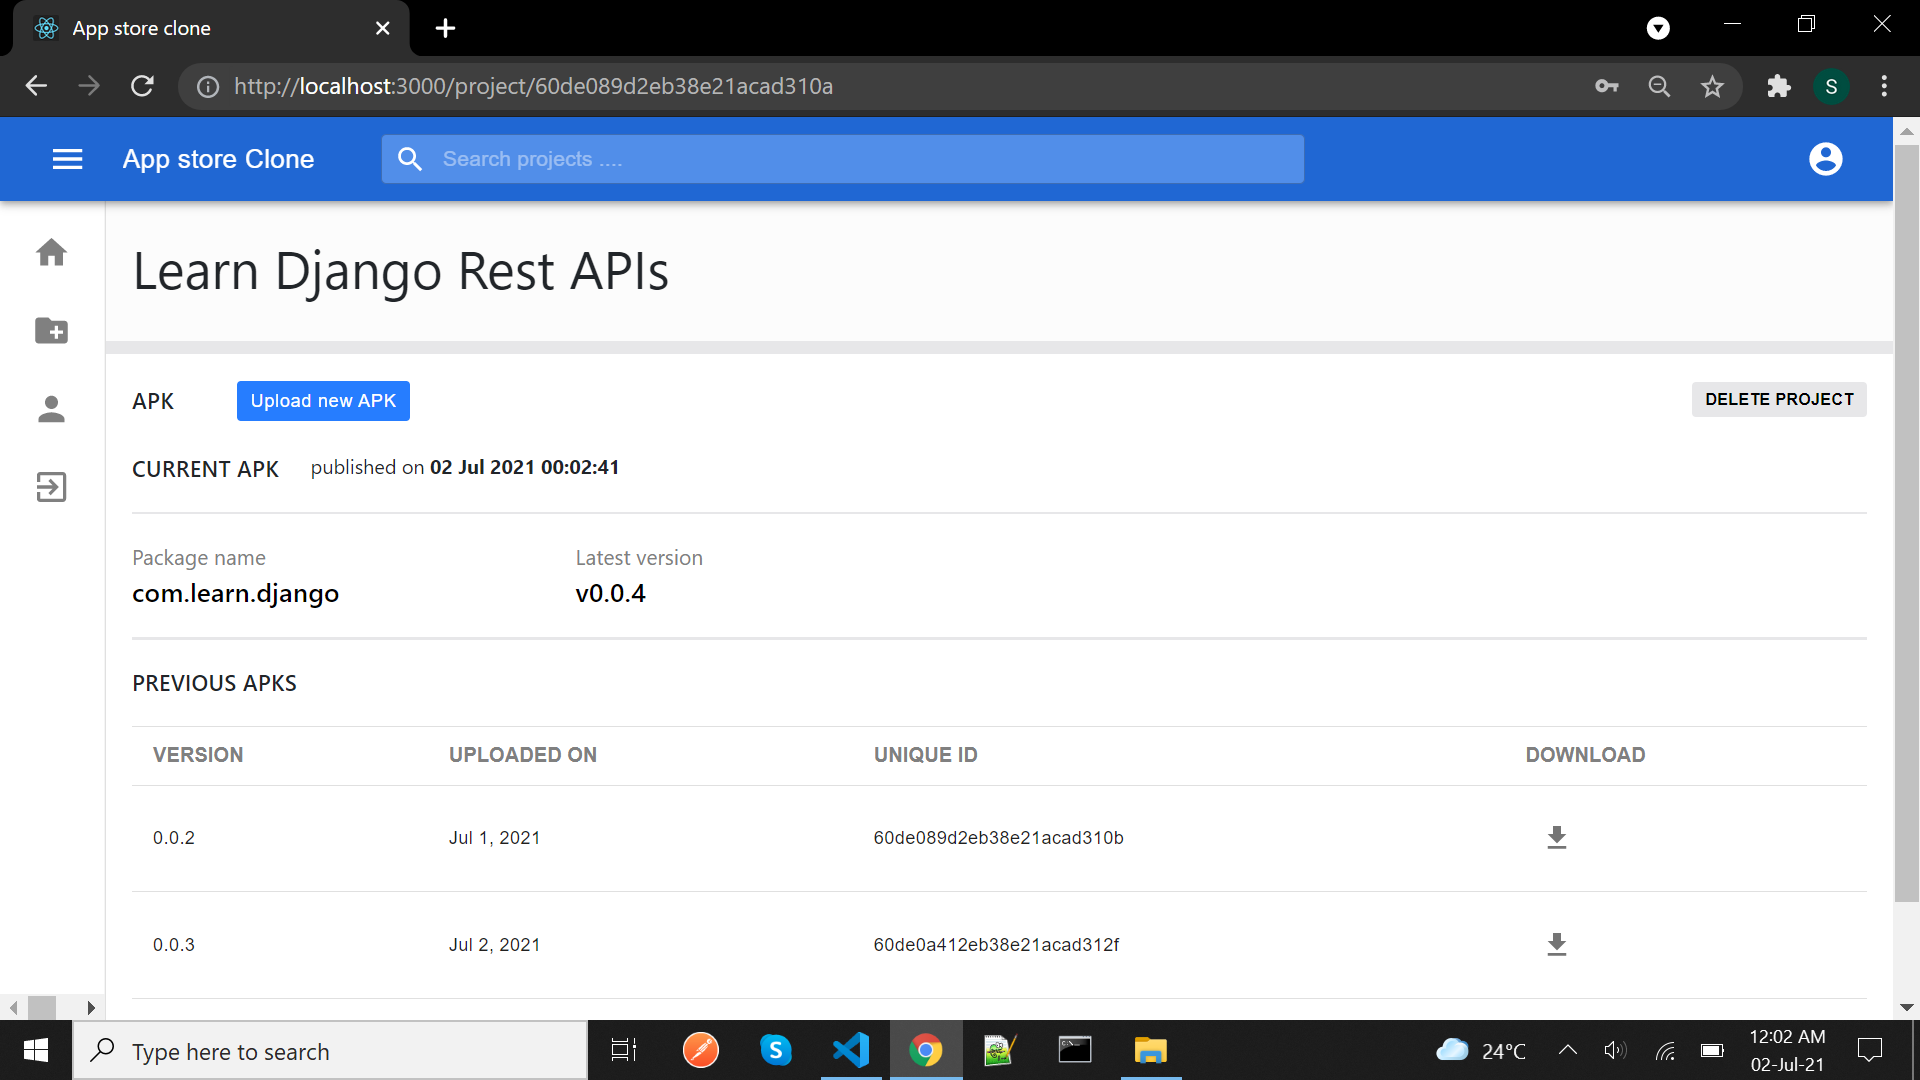 App store clone
http://localhost:3000/project/60de089d2eb38e21acad310a
S
App store Clone
Search projects ....
Learn Django Rest APIs
APK
Upload new APK
DELETE PROJECT
CURRENT APK published on 02 Jul 2021 00:02:41
Package name
com.learn.django
Latest version
v0.0.4
PREVIOUS APKS
VERSION UPLOADED ON UNIQUE ID DOWNLOAD
0.0.2 Jul 1, 2021 60de089d2eb38e21acad310b
0.0.3 Jul 2, 2021 60de0a412eb38e21acad312f
Type here to search
S
24°C
12:02 AM
02-Jul-21